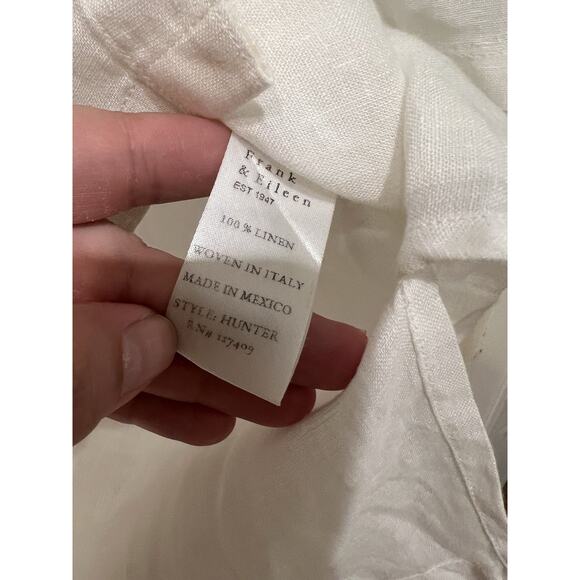 Frank
& Eileen
EST 1947
100 % LINEN
WOVEN IN ITALY
MADE IN MEXICO
STYLE: HUNTER
RN# 127409